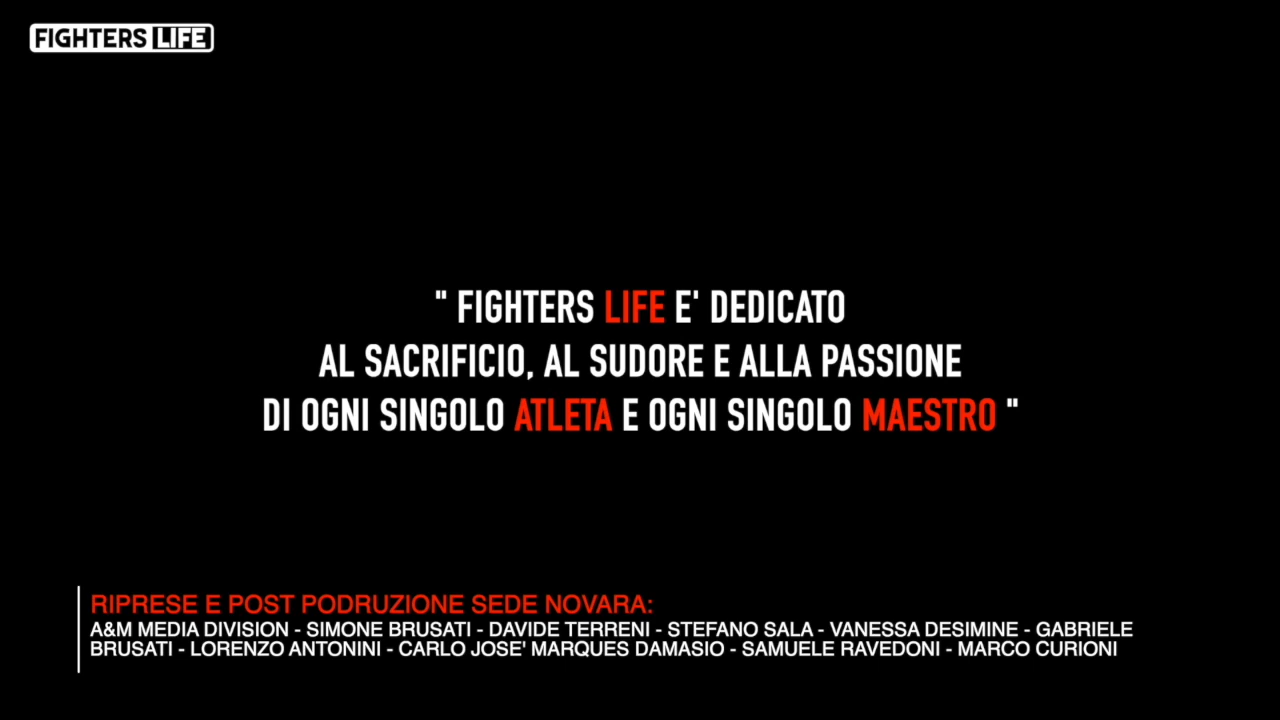 FIGHTERS LIFE
" FIGHTERS LIFE E' DEDICATO
AL SACRIFICIO, AL SUDORE E ALLA PASSIONE
DI OGNI SINGOLO ATLETA E OGNI SINGOLO MAESTRO "
RIPRESE E POST PODRUZIONE SEDE NOVARA:
A&M MEDIA DIVISION - SIMONE BRUSATI - DAVIDE TERRENI - STEFANO SALA - VANESSA DESIMINE - GABRIELE
BRUSATI - LORENZO ANTONINI - CARLO JOSE' MARQUES DAMASIO - SAMUELE RAVEDONI - MARCO CURIONI